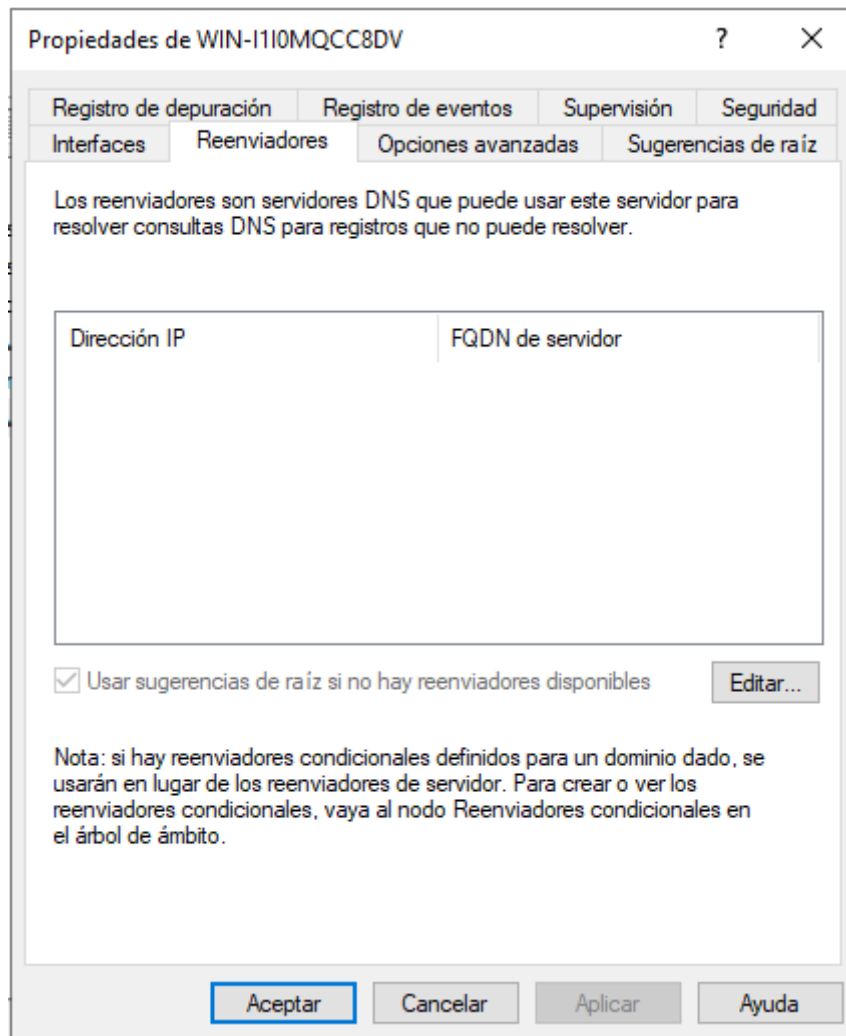 Propiedades de WIN-I1I0MQCC8DV ? ×
Registro de depuración Registro de eventos Supervisión Seguridad
Interfaces Reenviadores Opciones avanzadas Sugerencias de raíz
Los reenviadores son servidores DNS que puede usar este servidor para
resolver consultas DNS para registros que no puede resolver.
Dirección IP FQDN de servidor
Usar sugerencias de raíz si no hay reenviadores disponibles Editar...
Nota: si hay reenviadores condicionales definidos para un dominio dado, se
usarán en lugar de los reenviadores de servidor. Para crear o ver los
reenviadores condicionales, vaya al nodo Reenviadores condicionales en
el árbol de ámbito.
Aceptar Cancelar Aplicar Ayuda